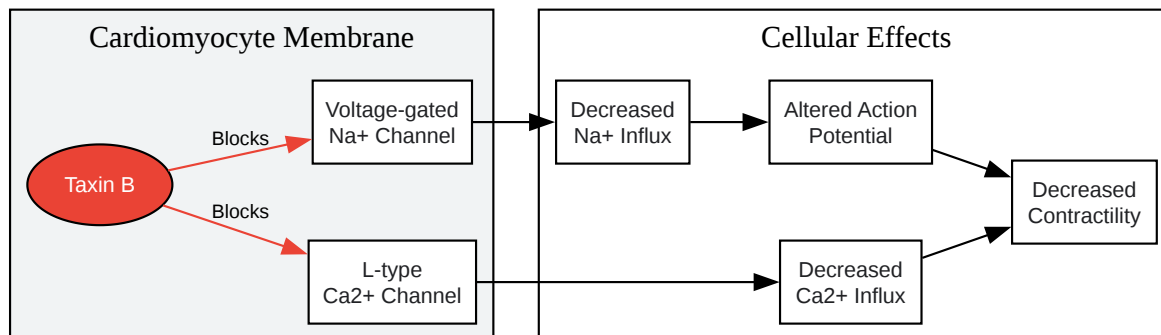 Cardiomyocyte Membrane
Cellular Effects
Taxin B
Blocks
Blocks
Voltage-gated
Na+ Channel
L-type
Ca2+ Channel
Decreased
Na+ Influx
Altered Action
Potential
Decreased
Ca2+ Influx
Decreased
Contractility